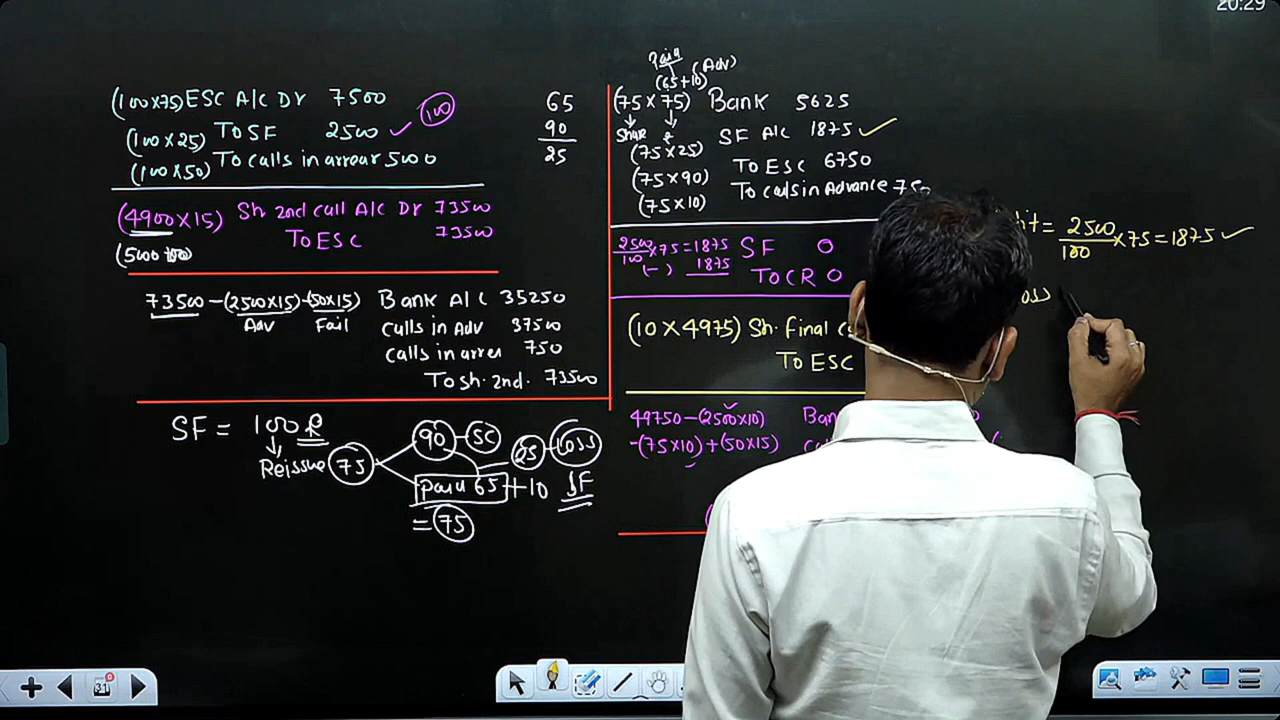 20:29
(100x75) ESC A/C Dr 7500
(100x25) To SF 2500 ✓ (100)
(100x50) To calls in arrear 5000
65
90
25
(4900x15) Sh 2nd call A/C Dr 73500
To ESC 73500
(5000-100)
73500-(2500x15)-(50x15) Bank A/C 35250
Adv Fail calls in Adv 37500
calls in arrer 750
To sh. 2nd. 73500
SF = 100
Reissue 75
90 - SC 25 - Loss
paid 65 + 10 SF
= 75
Paid (Adv)
(65+10)
(75x75) Bank 5625
Share SF A/C 1875 ✓
(75x25)
(75x90) To ESC 6750
(75x10) To calls in Advance 750
2500/100 x75=1875 SF 0
(-) 1875 To CR 0
(10x4975) Sh. final
To ESC
49750-(2500x10)
-(75x10)+(50x15)
= 2500/100 x75=1875 ✓